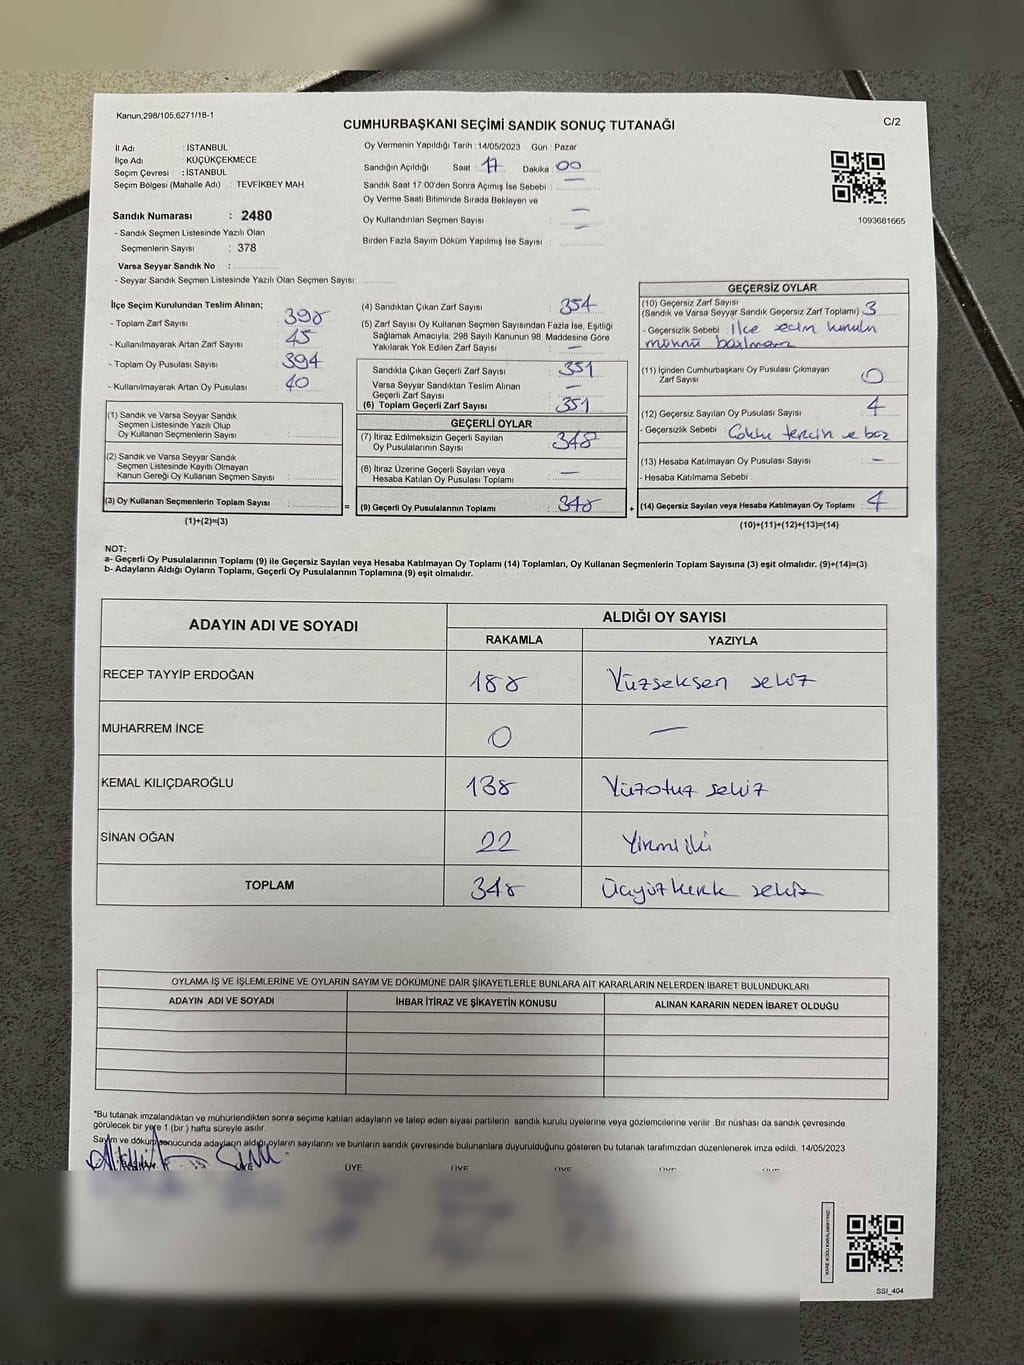 Kanun;298/105,6271/18-1
CUMHURBAŞKANI SEÇİMİ SANDIK SONUÇ TUTANAĞI
C/2
İl Adı : İSTANBUL
İlçe Adı : KÜÇÜKÇEKMECE
Seçim Çevresi : İSTANBUL
Seçim Bölgesi (Mahalle Adı) : TEVFİKBEY MAH
Oy Vermenin Yapıldığı Tarih : 14/05/2023 Gün : Pazar
Sandığın Açıldığı Saat 17 Dakika : 00
Sandık Saat 17.00'den Sonra Açımış İse Sebebi : —
Oy Verme Saati Bitiminde Sırada Bekleyen ve
Oy Kullandırılan Seçmen Sayısı : —
Birden Fazla Sayım Döküm Yapılmış İse Sayısı : —
1093681665
Sandık Numarası : 2480
- Sandık Seçmen Listesinde Yazılı Olan
Seçmenlerin Sayısı : 378
Varsa Seyyar Sandık No :
- Seyyar Sandık Seçmen Listesinde Yazılı Olan Seçmen Sayısı:
İlçe Seçim Kurulundan Teslim Alınan;
- Toplam Zarf Sayısı : 398
- Kullanılmayarak Artan Zarf Sayısı : 45
- Toplam Oy Pusulası Sayısı : 394
- Kullanılmayarak Artan Oy Pusulası : 40
(1) Sandık ve Varsa Seyyar Sandık
Seçmen Listesinde Yazılı Olup
Oy Kullanan Seçmenlerin Sayısı :
(2) Sandık ve Varsa Seyyar Sandık
Seçmen Listesinde Kayıtlı Olmayan
Kanun Gereği Oy Kullanan Seçmen Sayısı :
(3) Oy Kullanan Seçmenlerin Toplam Sayısı :
(1)+(2)=(3)
(4) Sandıktan Çıkan Zarf Sayısı : 354
(5) Zarf Sayısı Oy Kullanan Seçmen Sayısından Fazla İse, Eşitliği
Sağlamak Amacıyla, 298 Sayılı Kanunun 98. Maddesine Göre
Yakılarak Yok Edilen Zarf Sayısı : —
Sandıkta Çıkan Geçerli Zarf Sayısı : 351
Varsa Seyyar Sandıktan Teslim Alınan
Geçerli Zarf Sayısı : —
(6) Toplam Geçerli Zarf Sayısı : 351
GEÇERLİ OYLAR
(7) İtiraz Edilmeksizin Geçerli Sayılan
Oy Pusulalarının Sayısı : 348
(8) İtiraz Üzerine Geçerli Sayılan veya
Hesaba Katılan Oy Pusulası Toplamı : —
= (9) Geçerli Oy Pusulalarının Toplamı : 348 +
GEÇERSİZ OYLAR
(10) Geçersiz Zarf Sayısı
(Sandık ve Varsa Seyyar Sandık Geçersiz Zarf Toplamı) : 3
- Geçersizlik Sebebi : İlçe seçim kurulu
mührü
(11) İçinden Cumhurbaşkanı Oy Pusulası Çıkmayan
Zarf Sayısı : 0
(12) Geçersiz Sayılan Oy Pusulası Sayısı : 4
- Geçersizlik Sebebi : Çoklu tercih ve boş
(13) Hesaba Katılmayan Oy Pusulası Sayısı : —
- Hesaba Katılmama Sebebi :
(14) Geçersiz Sayılan veya Hesaba Katılmayan Oy Toplamı : 4
(10)+(11)+(12)+(13)=(14)
NOT:
a- Geçerli Oy Pusulalarının Toplamı (9) ile Geçersiz Sayılan veya Hesaba Katılmayan Oy Toplamı (14) Toplamları, Oy Kullanan Seçmenlerin Toplam Sayısına (3) eşit olmalıdır. (9)+(14)=(3)
b- Adayların Aldığı Oyların Toplamı, Geçerli Oy Pusulalarının Toplamına (9) eşit olmalıdır.
ADAYIN ADI VE SOYADI
ALDIĞI OY SAYISI
RAKAMLA YAZIYLA
RECEP TAYYİP ERDOĞAN 188 Yüzseksen sekiz
MUHARREM İNCE 0 —
KEMAL KILIÇDAROĞLU 138 Yüzotuz sekiz
SİNAN OĞAN 22 Yirmi iki
TOPLAM 348 Üçyüzkırk sekiz
OYLAMA İŞ VE İŞLEMLERİNE VE OYLARIN SAYIM VE DÖKÜMÜNE DAİR ŞİKAYETLERLE BUNLARA AİT KARARLARIN NELERDEN İBARET BULUNDUKLARI
ADAYIN ADI VE SOYADI İHBAR İTİRAZ VE ŞİKAYETİN KONUSU ALINAN KARARIN NEDEN İBARET OLDUĞU
*Bu tutanak imzalandıktan ve mühürlendikten sonra seçime katılan adayların ve talep eden siyasi partilerin sandık kurulu üyelerine veya gözlemcilerine verilir. Bir nüshası da sandık çevresinde
görülecek bir yere 1 (bir ) hafta süreyle asılır.
Sayım ve döküm sonucunda adayların aldığı oyların sayılarını ve bunların sandık çevresinde bulunanlara duyurulduğunu gösteren bu tutanak tarafımızdan düzenlenerek imza edildi. 14/05/2023
BAŞKAN ÜYE ÜYE ÜYE ÜYE ÜYE ÜYE
SSI_404